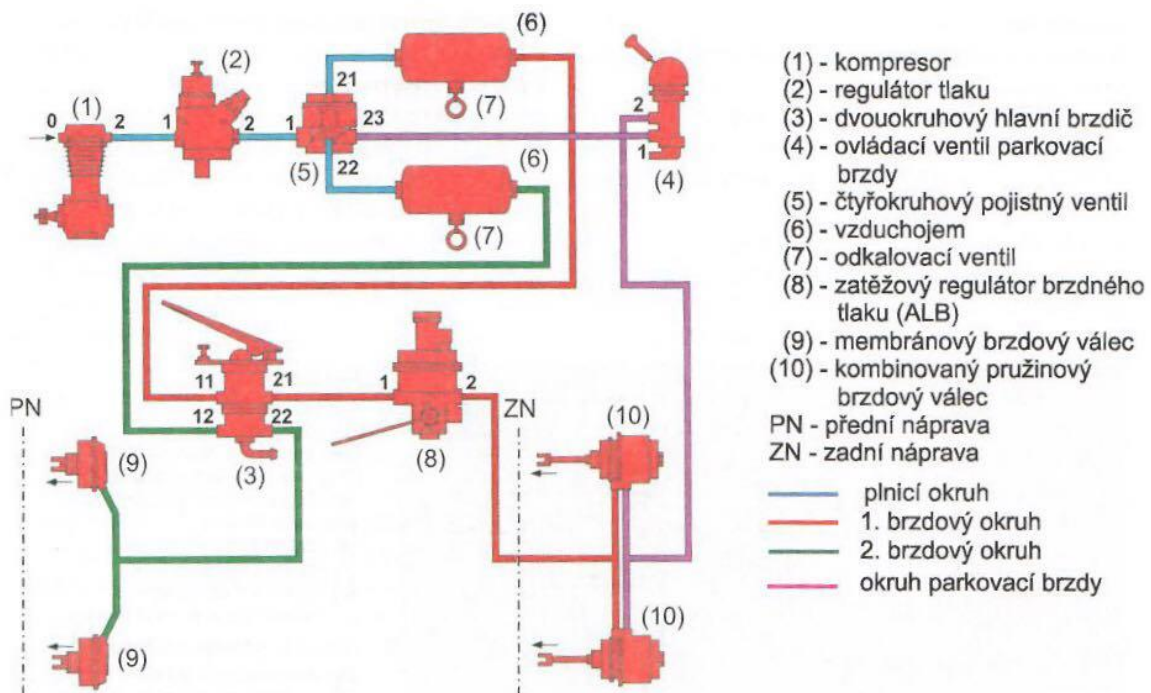 (6)
(2)
21
(7)
0
(1)
2
1
2
1
23
2
(5)
22
(6)
1
(4)
(7)
11
21
12
22
(3)
1
2
(8)
PN
ZN
(9)
(9)
(10)
(10)
(1) - kompresor
(2) - regulátor tlaku
(3) - dvouokruhový hlavní brzdič
(4) - ovládací ventil parkovací
brzdy
(5) - čtyřokruhový pojistný ventil
(6) - vzduchojem
(7) - odkalovací ventil
(8) - zatěžový regulátor brzdného
tlaku (ALB)
(9) - membránový brzdový válec
(10) - kombinovaný pružinový
brzdový válec
PN - přední náprava
ZN - zadní náprava
plnicí okruh
1. brzdový okruh
2. brzdový okruh
okruh parkovací brzdy